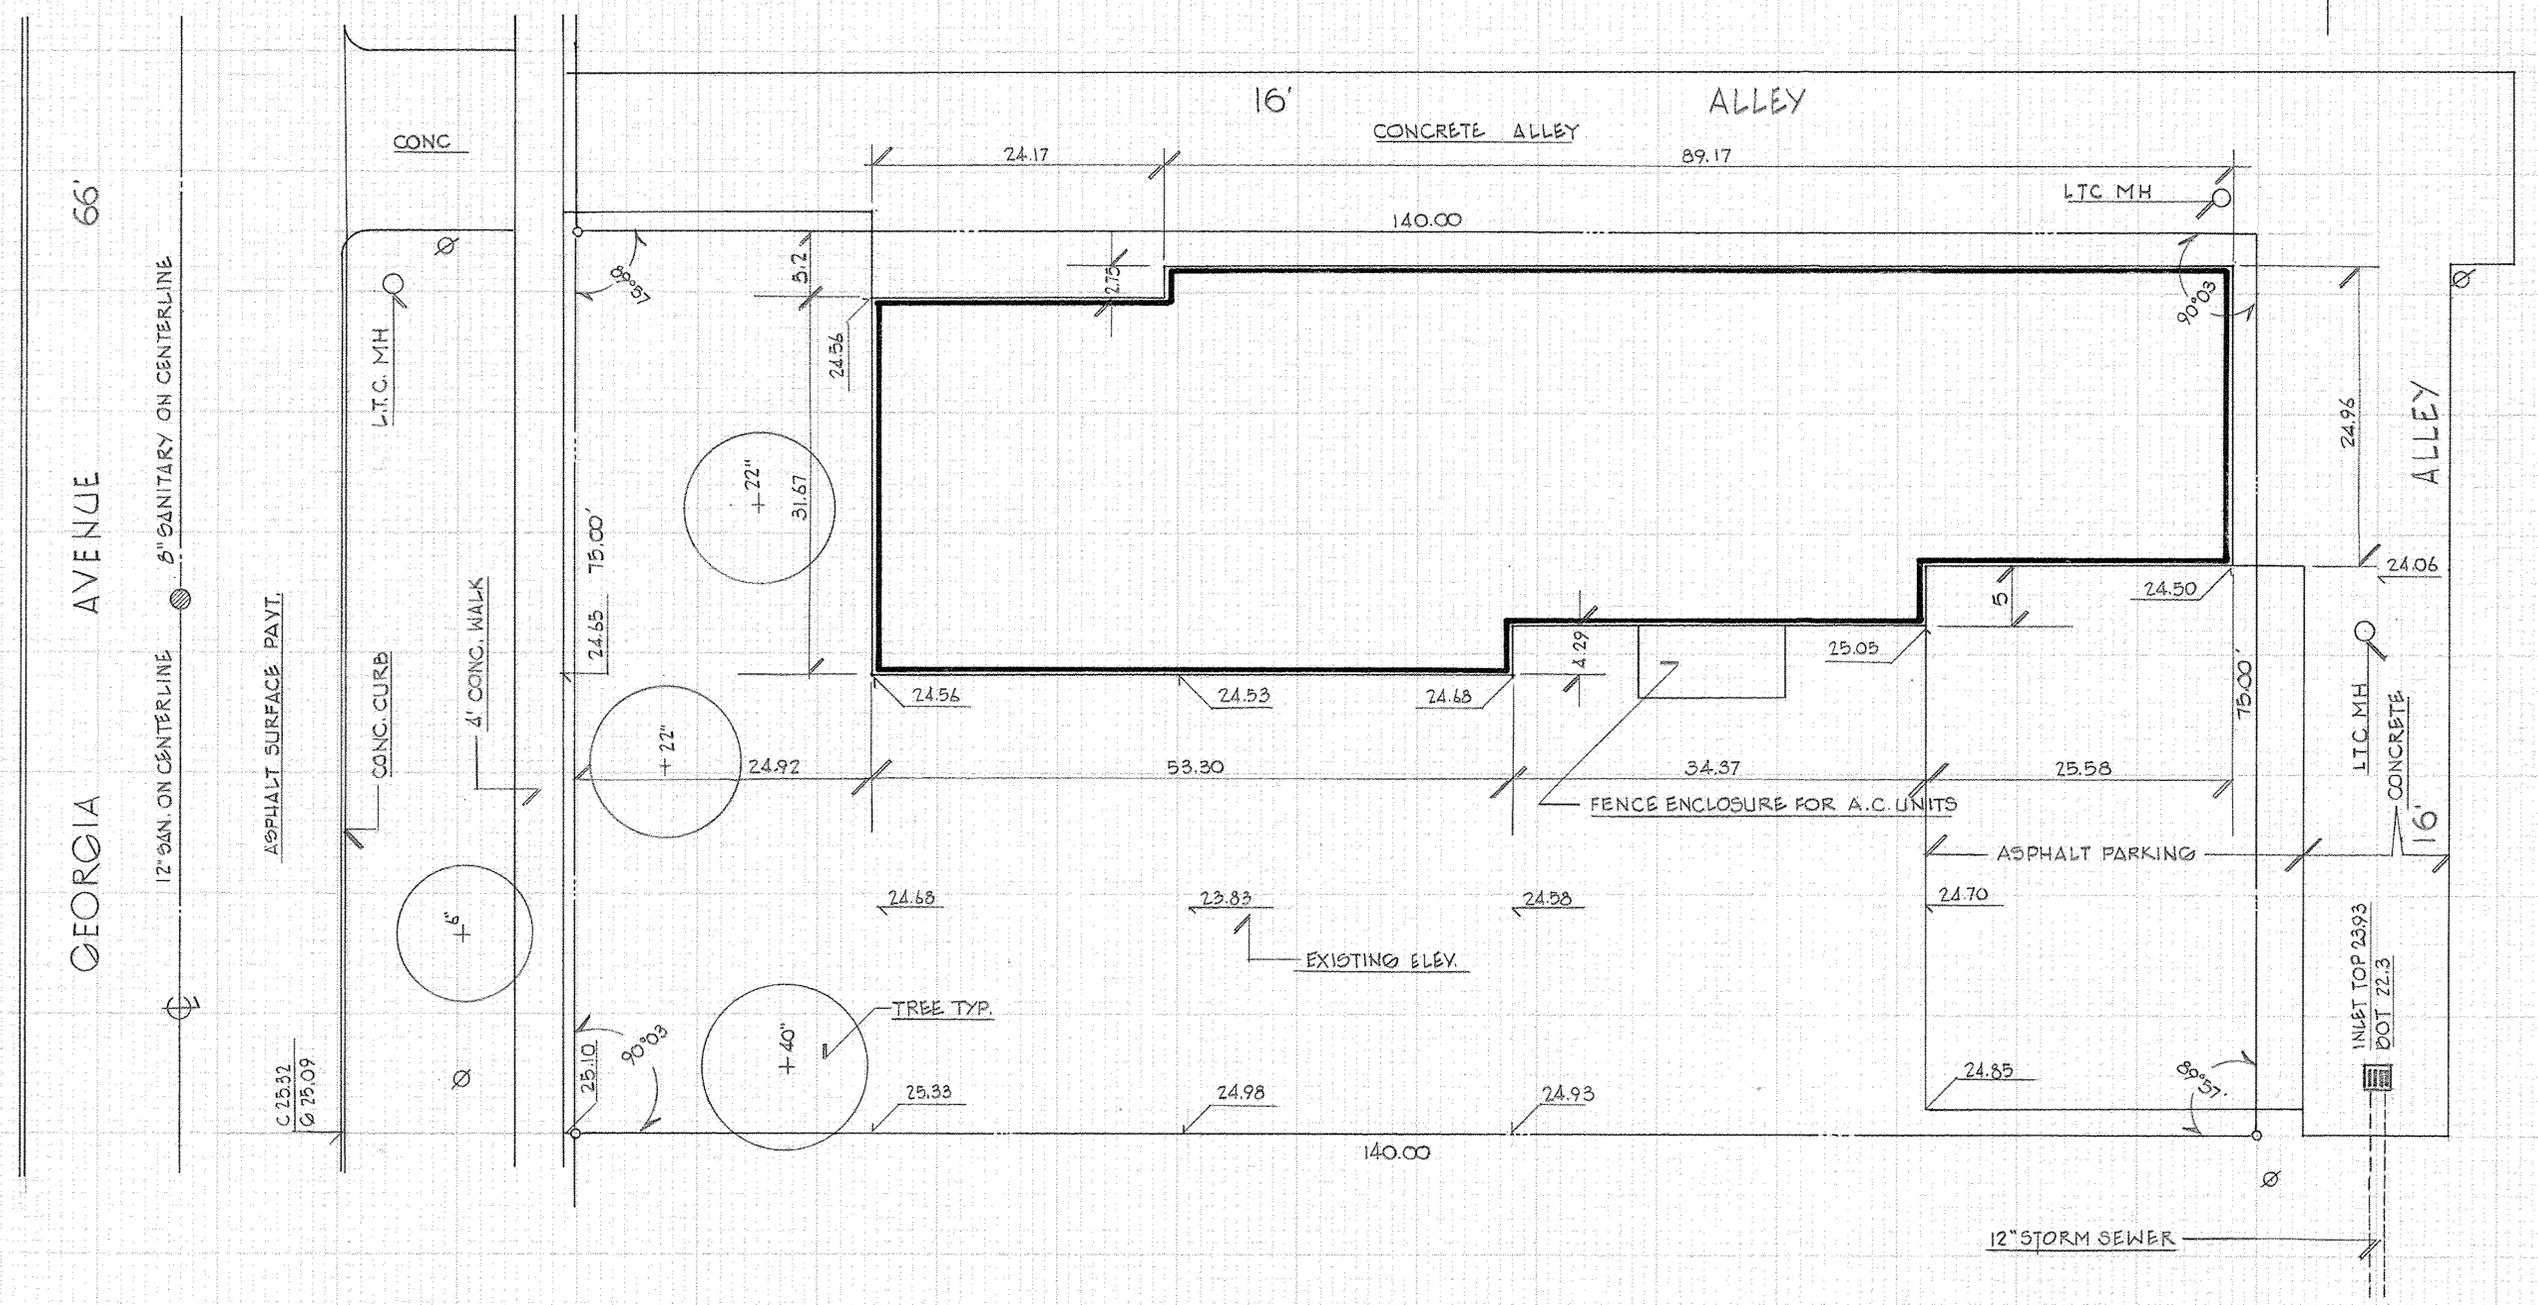 16' ALLEY
CONCRETE ALLEY
CONC
24.17
89.17
66'
LTC MH
140.00
89°57
5.2
2.75
90°03
24.56
L.T.C. MH
8" SANITARY ON CENTERLINE
24.96
ALLEY
22"
31.67
GEORGIA AVENUE
75.00'
24.65
24.06
24.50
5
4' CONC. WALK
ASPHALT SURFACE PAVT.
12" SAN. ON CENTERLINE
CONC. CURB
4.29
25.05
24.56
24.53
24.68
75.00'
LTC. MH
CONCRETE
22"
24.92
53.30
34.37
25.58
FENCE ENCLOSURE FOR A.C. UNITS
16'
ASPHALT PARKING
24.68
23.83
24.58
24.70
6"
EXISTING ELEV.
INLET TOP 23.93
BOT 22.3
TREE TYP.
40"
90°03
25.10
C 25.32
G 25.09
25.33
24.98
24.93
24.85
89°57.
140.00
12" STORM SEWER